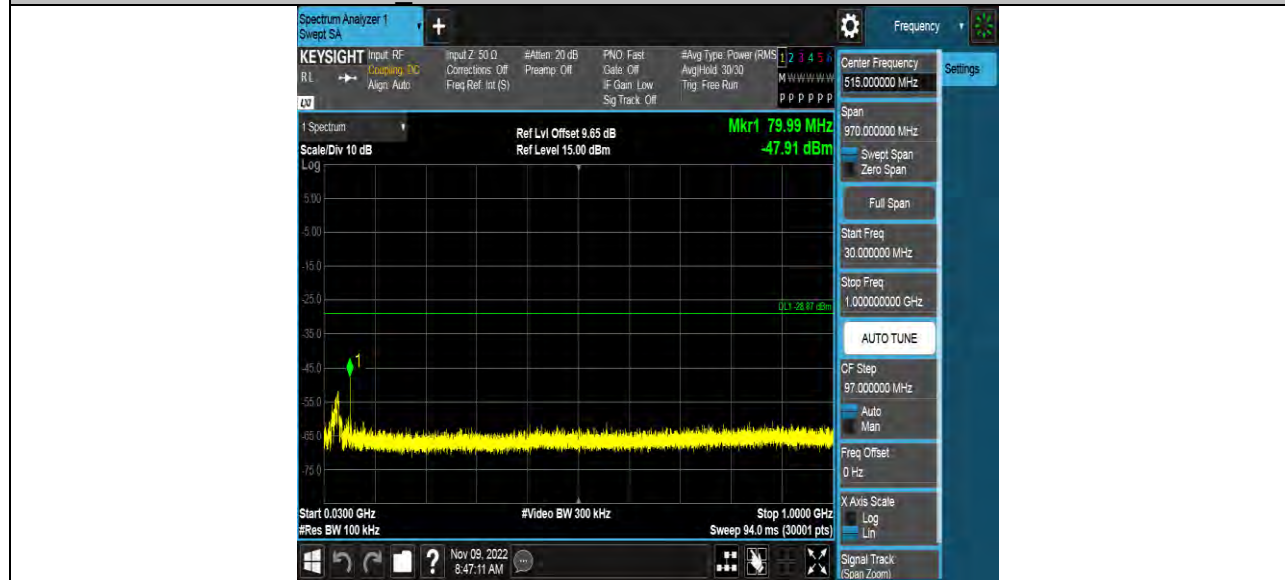 Spectrum Analyzer 1
Swept SA
+
Frequency
KEYSIGHT Input: RF
RL
Coupling: DC
Align: Auto
LXI
Input Z: 50 Ω
Corrections: Off
Freq Ref: Int (S)
#Atten: 20 dB
Preamp: Off
PNO: Fast
Gate: Off
IF Gain: Low
Sig Track: Off
#Avg Type: Power (RMS
Avg|Hold: 30/30
Trig: Free Run
1 2 3 4 5 6
M W W W W W
P P P P P P
Center Frequency
515.000000 MHz
Settings
1 Spectrum
Scale/Div 10 dB
Log
Ref Lvl Offset 9.65 dB
Ref Level 15.00 dBm
Mkr1 79.99 MHz
-47.91 dBm
Span
970.000000 MHz
Swept Span
Zero Span
Full Span
Start Freq
30.000000 MHz
Stop Freq
1.000000000 GHz
AUTO TUNE
CF Step
97.000000 MHz
Auto
Man
Freq Offset
0 Hz
X Axis Scale
Log
Lin
Signal Track
(Span Zoom)
5.00
-5.00
-15.0
-25.0
DL1 -28.87 dBm
-35.0
-45.0
1
-55.0
-65.0
-75.0
Start 0.0300 GHz
#Res BW 100 kHz
#Video BW 300 kHz
Stop 1.0000 GHz
Sweep 94.0 ms (30001 pts)
?
Nov 09, 2022
8:47:11 AM